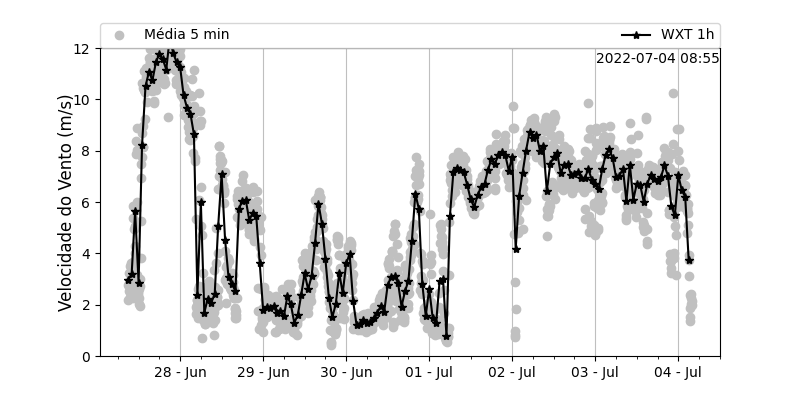 Média 5 min
WXT 1h
2022-07-04 08:55
Velocidade do Vento (m/s)
12
10
8
6
4
2
0
28 - Jun
29 - Jun
30 - Jun
01 - Jul
02 - Jul
03 - Jul
04 - Jul